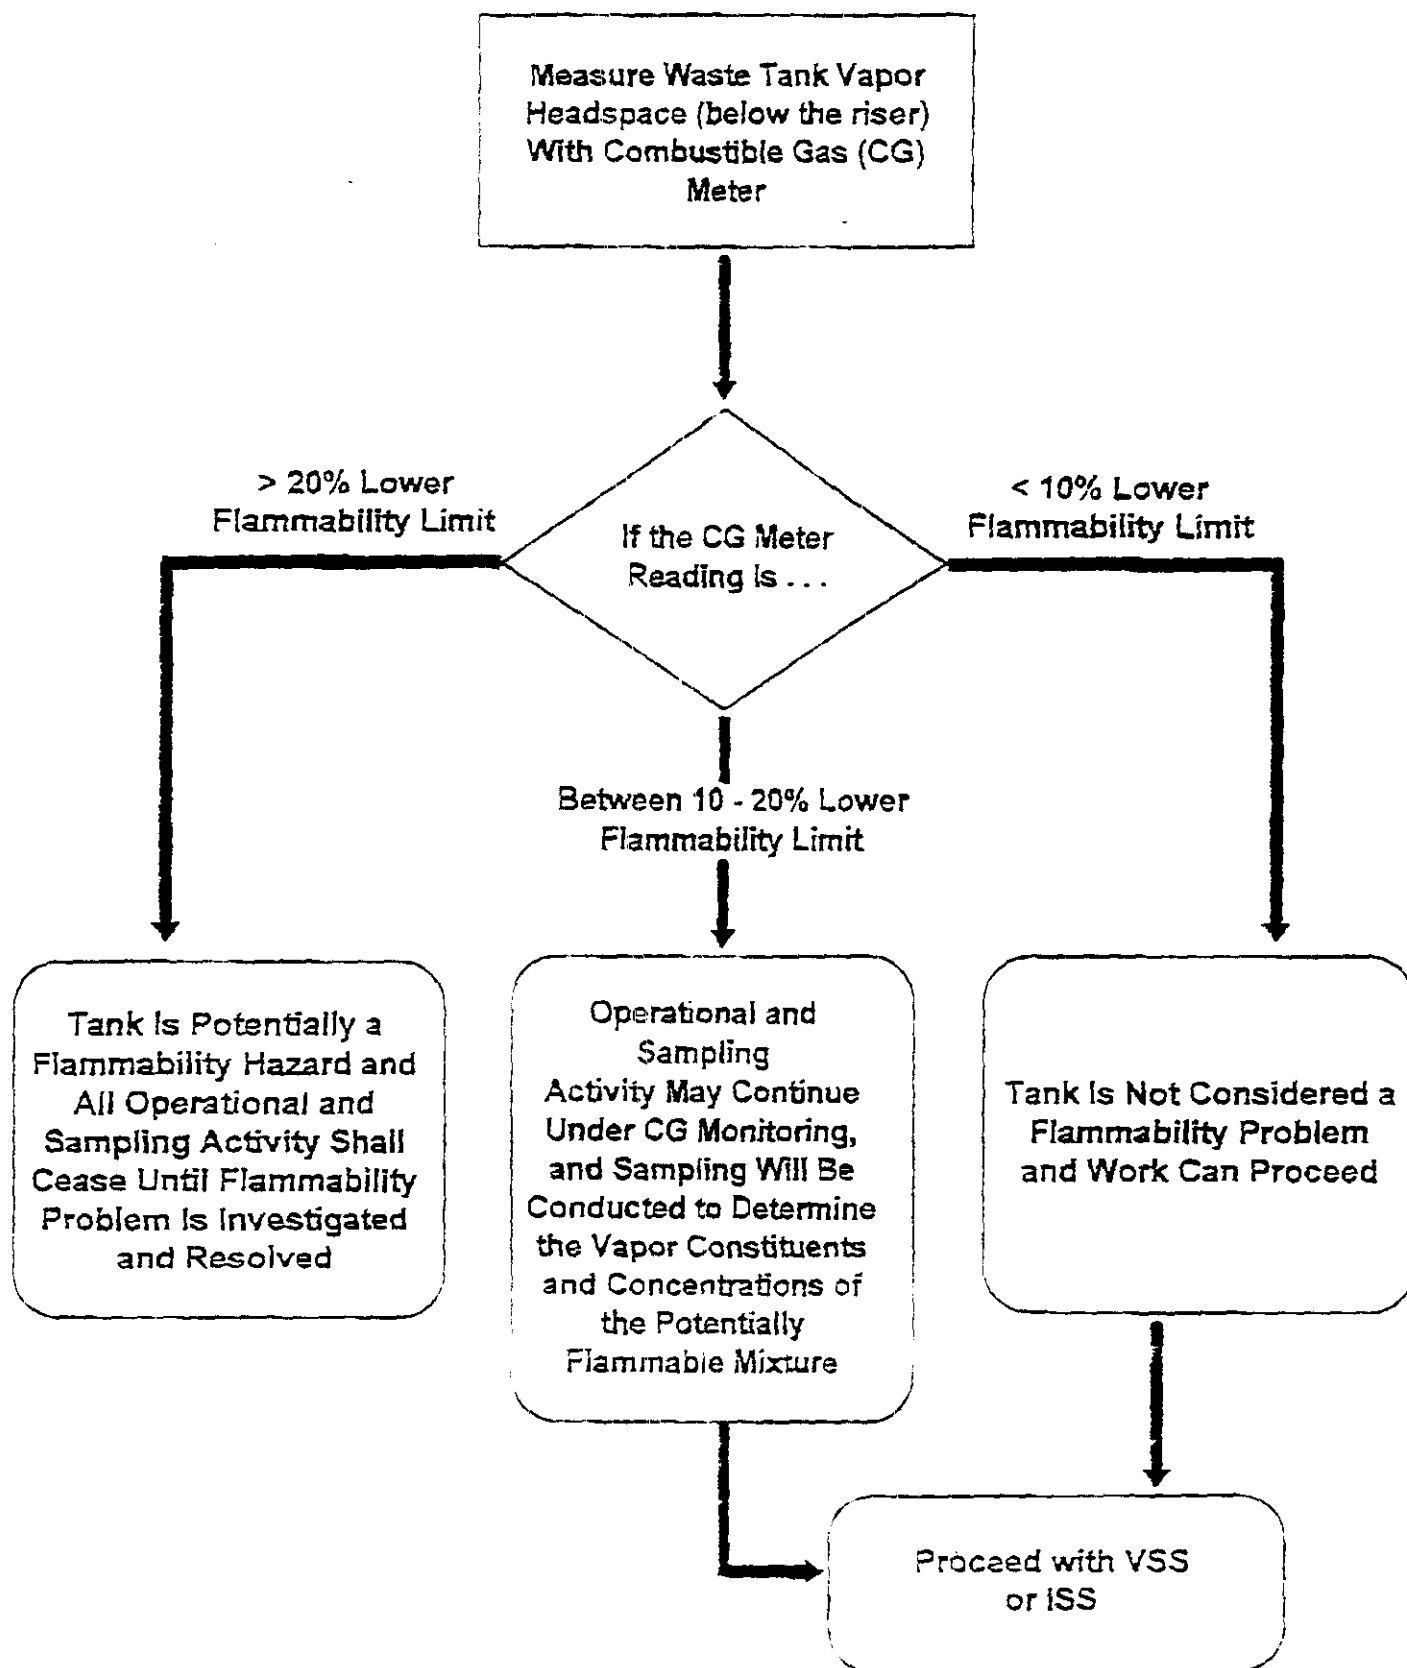 Measure Waste Tank Vapor
Headspace (below the riser)
With Combustible Gas (CG)
Meter
> 20% Lower
Flammability Limit
< 10% Lower
Flammability Limit
If the CG Meter
Reading Is . . .
Between 10 - 20% Lower
Flammability Limit
Tank Is Potentially a
Flammability Hazard and
All Operational and
Sampling Activity Shall
Cease Until Flammability
Problem Is Investigated
and Resolved
Operational and
Sampling
Activity May Continue
Under CG Monitoring,
and Sampling Will Be
Conducted to Determine
the Vapor Constituents
and Concentrations of
the Potentially
Flammable Mixture
Tank Is Not Considered a
Flammability Problem
and Work Can Proceed
Proceed with VSS
or ISS